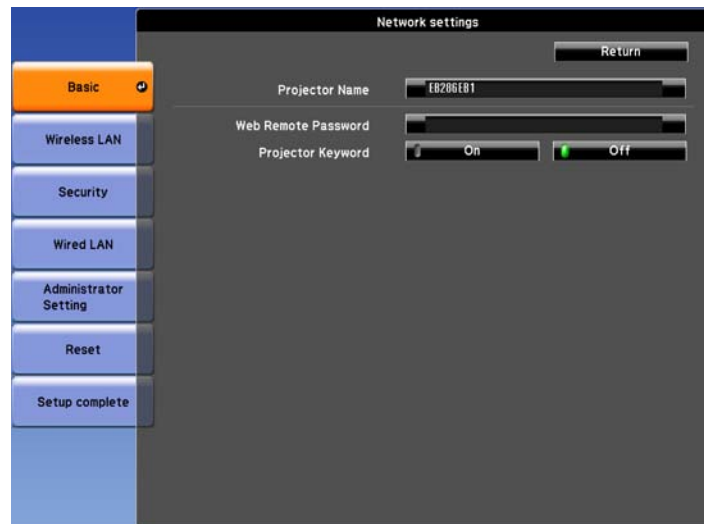 Network settings
Return
Basic
Projector Name
EB286EB1
Web Remote Password
Projector Keyword
On
Off
Wireless LAN
Security
Wired LAN
Administrator
Setting
Reset
Setup complete